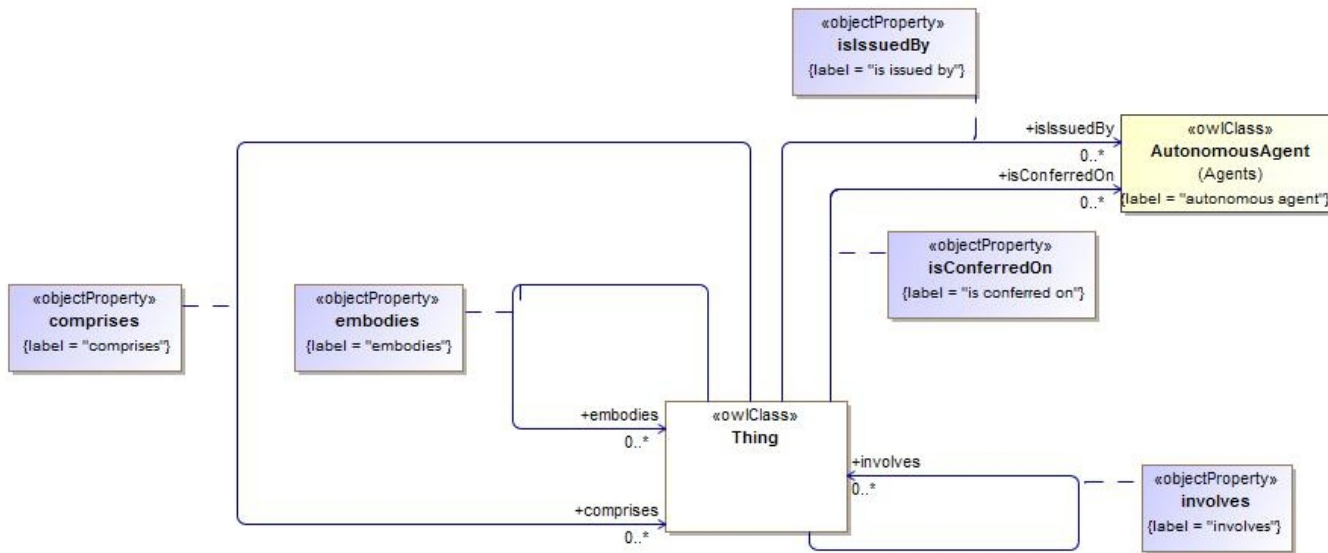 «objectProperty»
isIssuedBy
{label = "is issued by"}
+isIssuedBy
0..*
«owlClass»
AutonomousAgent
(Agents)
{label = "autonomous agent"}
+isConferredOn
0..*
«objectProperty»
isConferredOn
{label = "is conferred on"}
«objectProperty»
comprises
{label = "comprises"}
«objectProperty»
embodies
{label = "embodies"}
+embodies
0..*
«owlClass»
Thing
+involves
0..*
«objectProperty»
involves
{label = "involves"}
+comprises
0..*